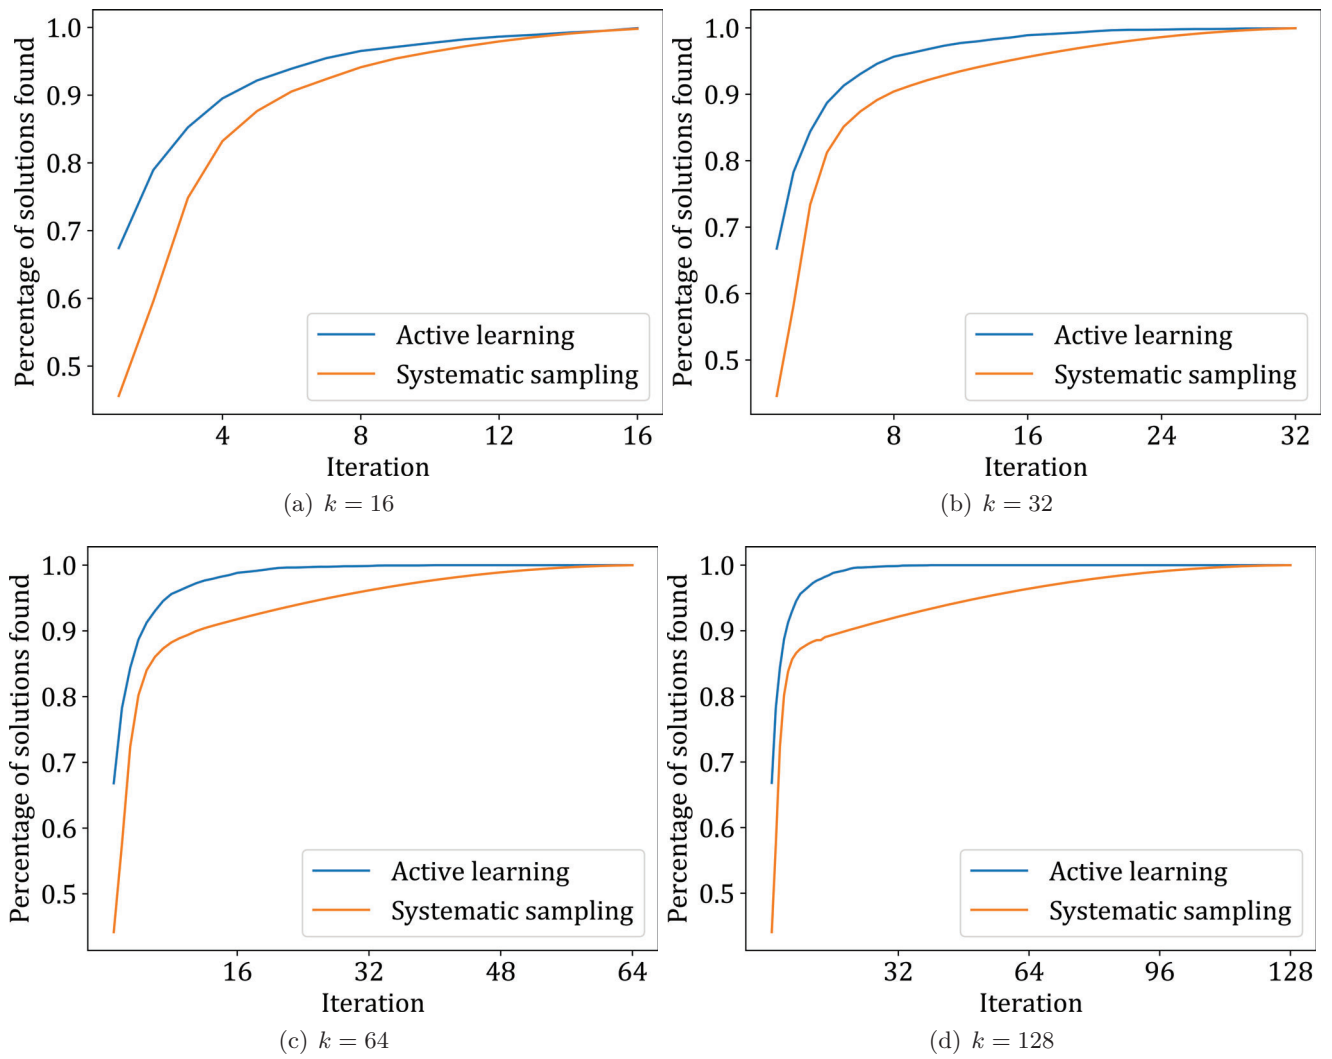 Percentage of solutions found
1.0
0.9
0.8
0.7
0.6
0.5
Active learning
Systematic sampling
4 8 12 16
Iteration
(a) k = 16
Percentage of solutions found
1.0
0.9
0.8
0.7
0.6
0.5
Active learning
Systematic sampling
8 16 24 32
Iteration
(b) k = 32
Percentage of solutions found
1.0
0.9
0.8
0.7
0.6
0.5
Active learning
Systematic sampling
16 32 48 64
Iteration
(c) k = 64
Percentage of solutions found
1.0
0.9
0.8
0.7
0.6
0.5
Active learning
Systematic sampling
32 64 96 128
Iteration
(d) k = 128